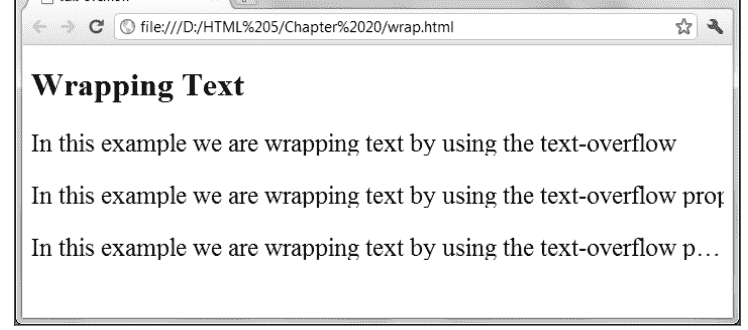 file:///D:/HTML%205/Chapter%2020/wrap.html
Wrapping Text
In this example we are wrapping text by using the text-overflow
In this example we are wrapping text by using the text-overflow prop
In this example we are wrapping text by using the text-overflow p…